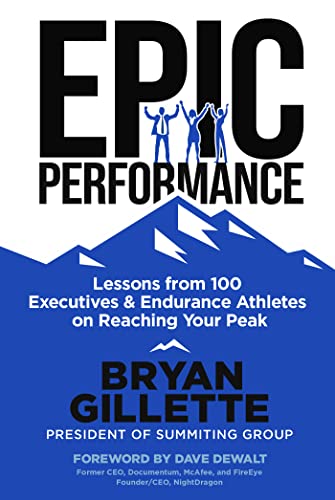 EPIC
PERFORMANCE
Lessons from 100
Executives & Endurance Athletes
on Reaching Your Peak
BRYAN
GILLETTE
PRESIDENT OF SUMMITING GROUP
FOREWORD BY DAVE DEWALT
Former CEO, Documentum, McAfee, and FireEye
Founder/CEO, NightDragon